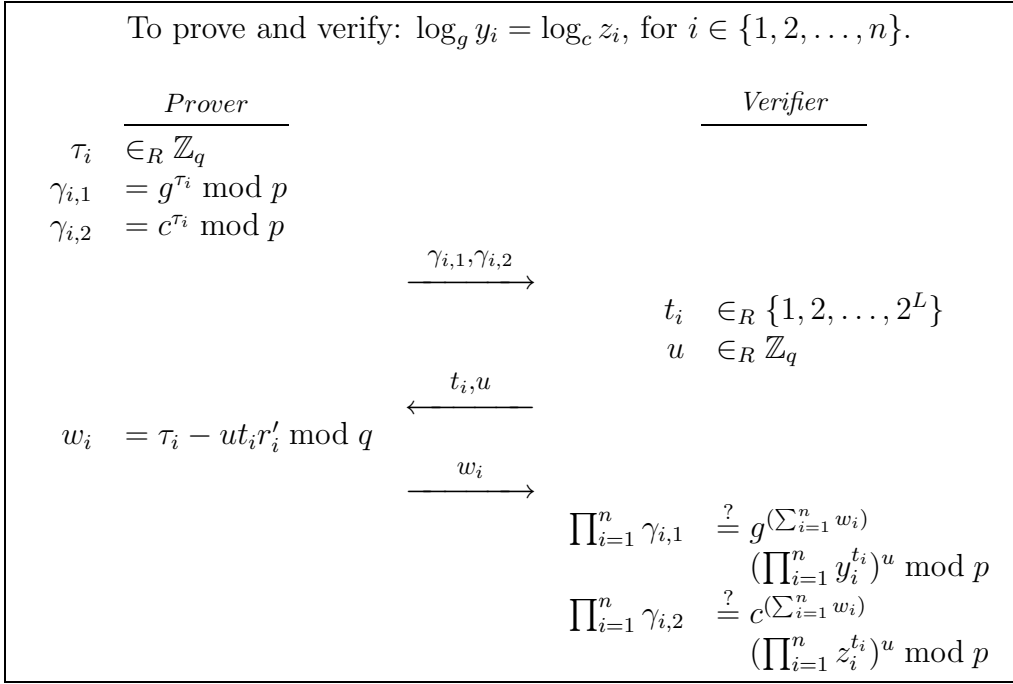 To prove and verify: log_g y_i = log_c z_i, for i ∈ {1, 2, . . . , n}.
Prover Verifier
τ_i ∈_R ℤ_q
γ_{i,1} = g^{τ_i} mod p
γ_{i,2} = c^{τ_i} mod p
γ_{i,1},γ_{i,2}
⟶
t_i ∈_R {1, 2, . . . , 2^L}
u ∈_R ℤ_q
t_i,u
⟵
w_i = τ_i − ut_i r′_i mod q
w_i
⟶
∏_{i=1}^n γ_{i,1} ≟ g^{(∑_{i=1}^n w_i)}
(∏_{i=1}^n y_i^{t_i})^u mod p
∏_{i=1}^n γ_{i,2} ≟ c^{(∑_{i=1}^n w_i)}
(∏_{i=1}^n z_i^{t_i})^u mod p